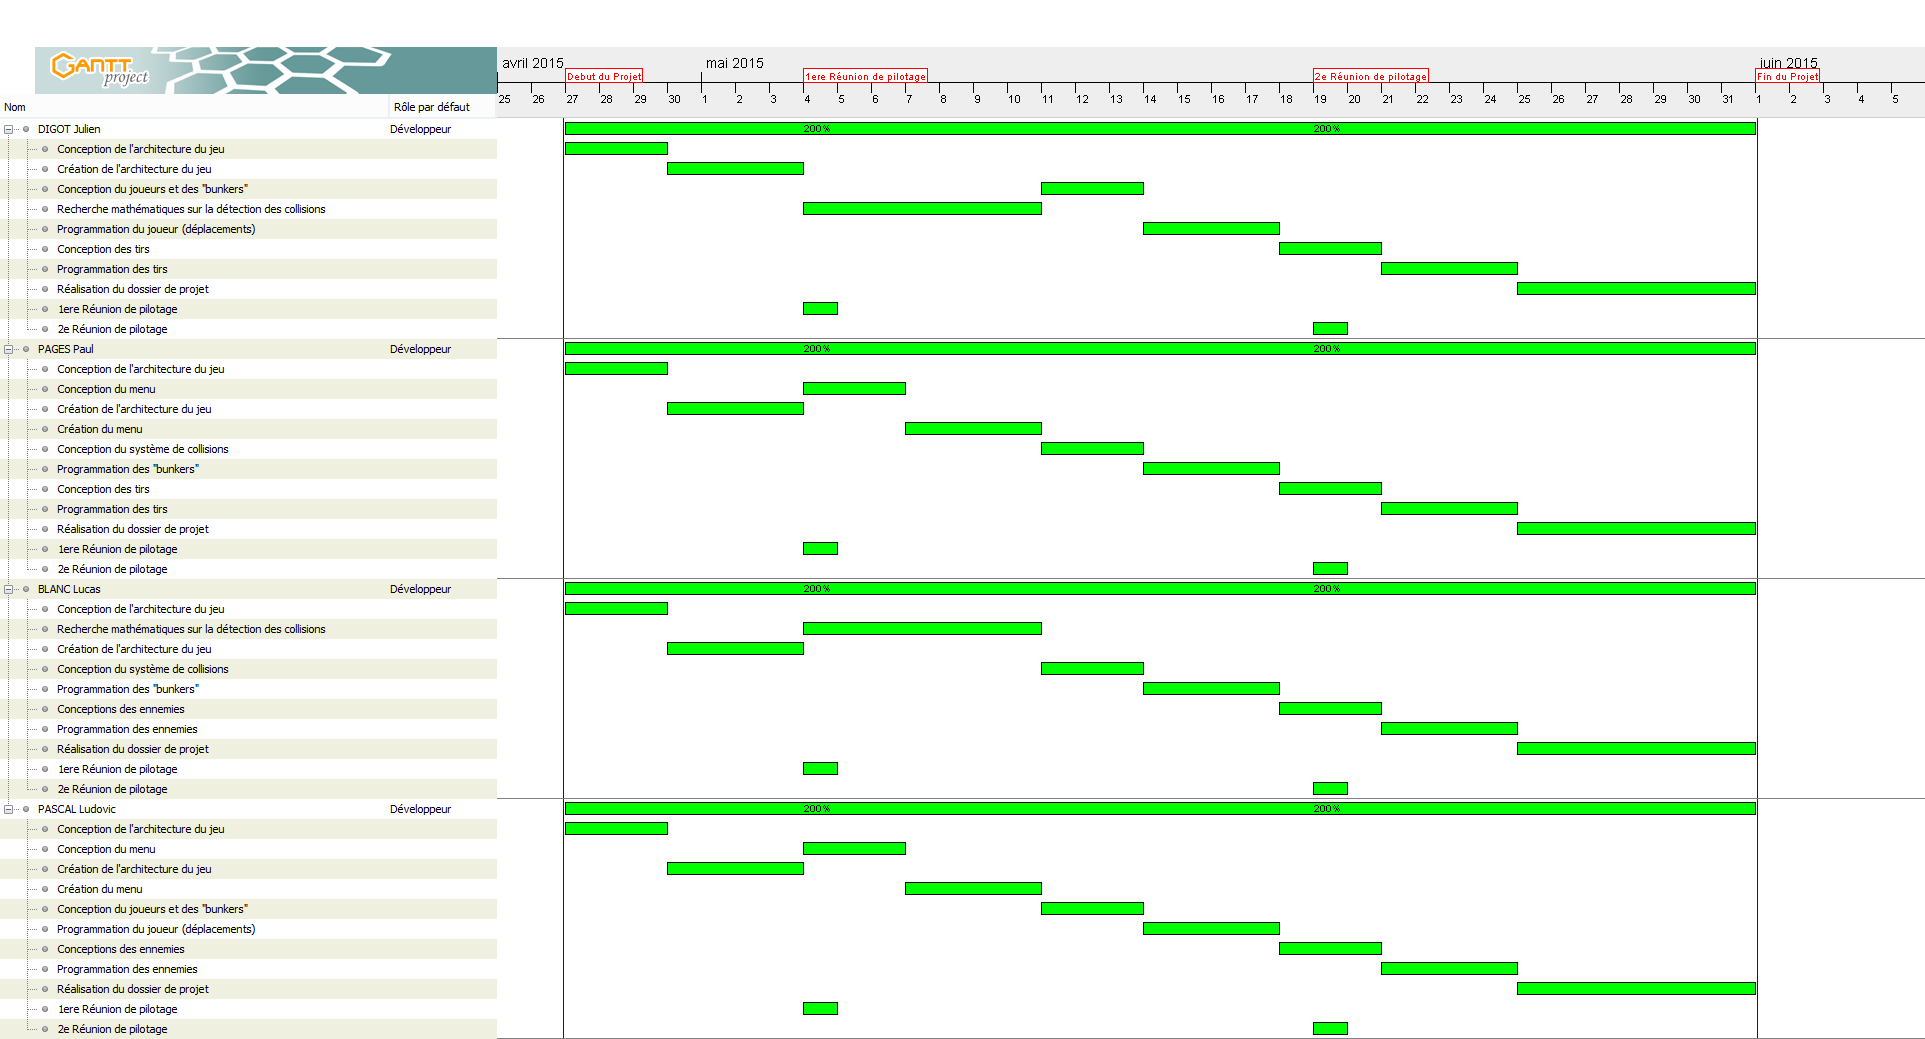 GANTT
project
avril 2015
mai 2015
juin 2015
Debut du Projet
1ere Réunion de pilotage
2e Réunion de pilotage
Fin du Projet
Nom
Rôle par défaut
25 26 27 28 29 30 1 2 3 4 5 6 7 8 9 10 11 12 13 14 15 16 17 18 19 20 21 22 23 24 25 26 27 28 29 30 31 1 2 3 4 5
DIGOT Julien Développeur 200% 200%
Conception de l'architecture du jeu
Création de l'architecture du jeu
Conception du joueurs et des "bunkers"
Recherche mathématiques sur la détection des collisions
Programmation du joueur (déplacements)
Conception des tirs
Programmation des tirs
Réalisation du dossier de projet
1ere Réunion de pilotage
2e Réunion de pilotage
PAGES Paul Développeur 200% 200%
Conception de l'architecture du jeu
Conception du menu
Création de l'architecture du jeu
Création du menu
Conception du système de collisions
Programmation des "bunkers"
Conception des tirs
Programmation des tirs
Réalisation du dossier de projet
1ere Réunion de pilotage
2e Réunion de pilotage
BLANC Lucas Développeur 200% 200%
Conception de l'architecture du jeu
Recherche mathématiques sur la détection des collisions
Création de l'architecture du jeu
Conception du système de collisions
Programmation des "bunkers"
Conceptions des ennemies
Programmation des ennemies
Réalisation du dossier de projet
1ere Réunion de pilotage
2e Réunion de pilotage
PASCAL Ludovic Développeur 200% 200%
Conception de l'architecture du jeu
Conception du menu
Création de l'architecture du jeu
Création du menu
Conception du joueurs et des "bunkers"
Programmation du joueur (déplacements)
Conceptions des ennemies
Programmation des ennemies
Réalisation du dossier de projet
1ere Réunion de pilotage
2e Réunion de pilotage